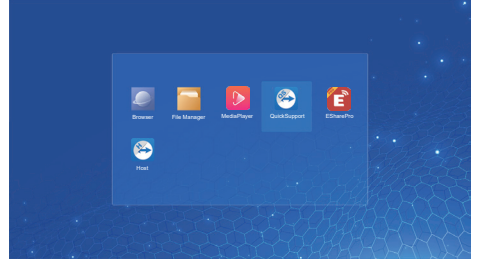 Browser
File Manager
MediaPlayer
QuickSupport
ESharePro
E
Host